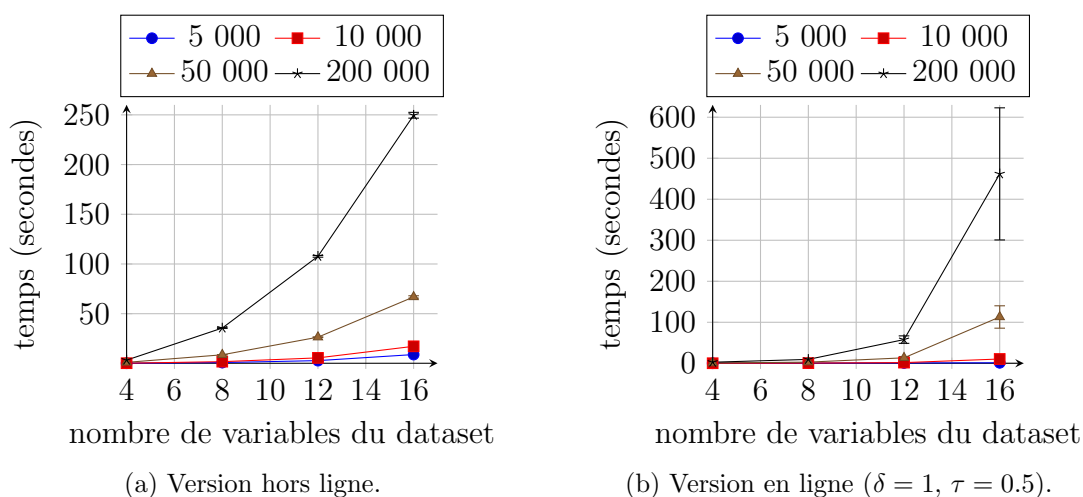 5 000 10 000
50 000 200 000
250
200
150
100
50
4 6 8 10 12 14 16
temps (secondes)
nombre de variables du dataset
(a) Version hors ligne.
5 000 10 000
50 000 200 000
600
500
400
300
200
100
0
4 6 8 10 12 14 16
temps (secondes)
nombre de variables du dataset
(b) Version en ligne (δ = 1, τ = 0.5).